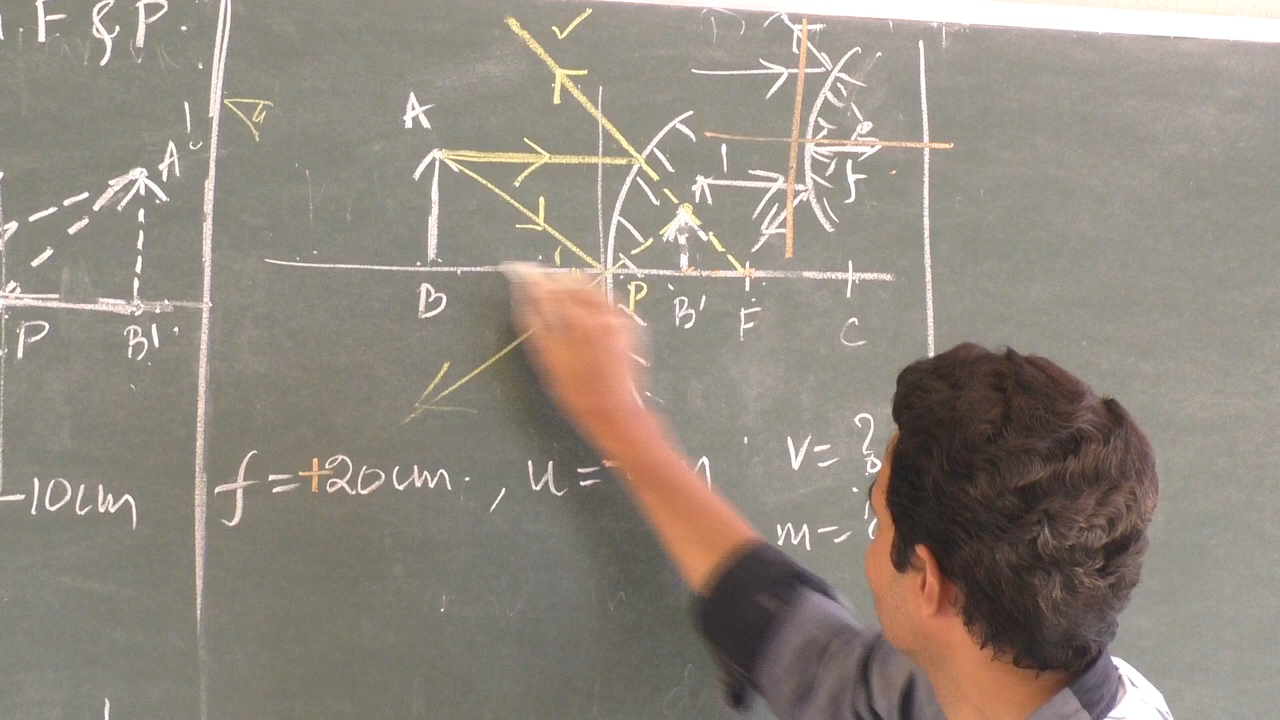 F & P.
A'
P
B'
-10cm
A
B
P
B'
F
C
f
f = +20cm. , u = -
v = ?
m =